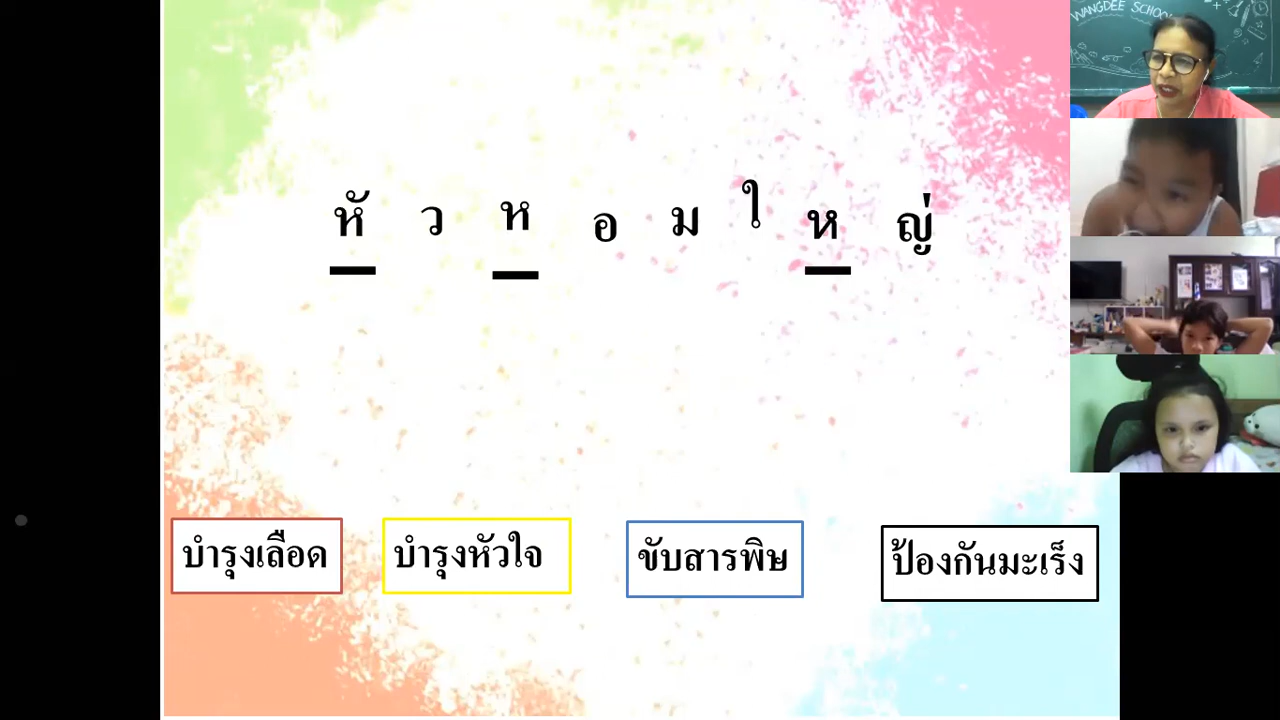 WANGDEE SCHOOL
หั ว ห อ ม ใ ห ญ่
บำรุงเลือด บำรุงหัวใจ ขับสารพิษ ป้องกันมะเร็ง